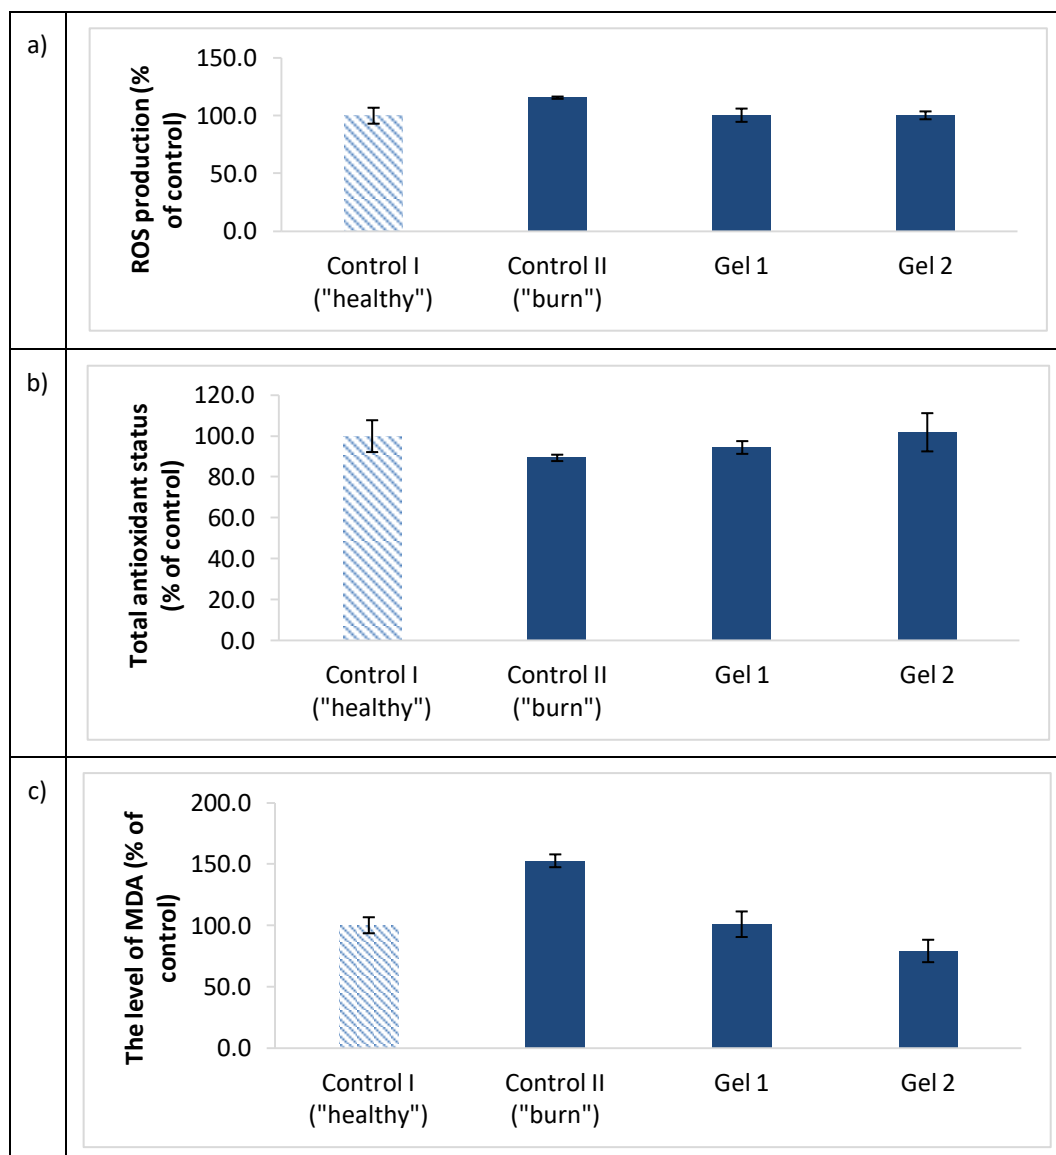 a)
ROS production (%
of control)
150.0
100.0
50.0
0.0
Control I
("healthy")
Control II
("burn")
Gel 1
Gel 2
b)
Total antioxidant status
(% of control)
120.0
100.0
80.0
60.0
40.0
20.0
0.0
Control I
("healthy")
Control II
("burn")
Gel 1
Gel 2
c)
The level of MDA (% of
control)
200.0
150.0
100.0
50.0
0.0
Control I
("healthy")
Control II
("burn")
Gel 1
Gel 2